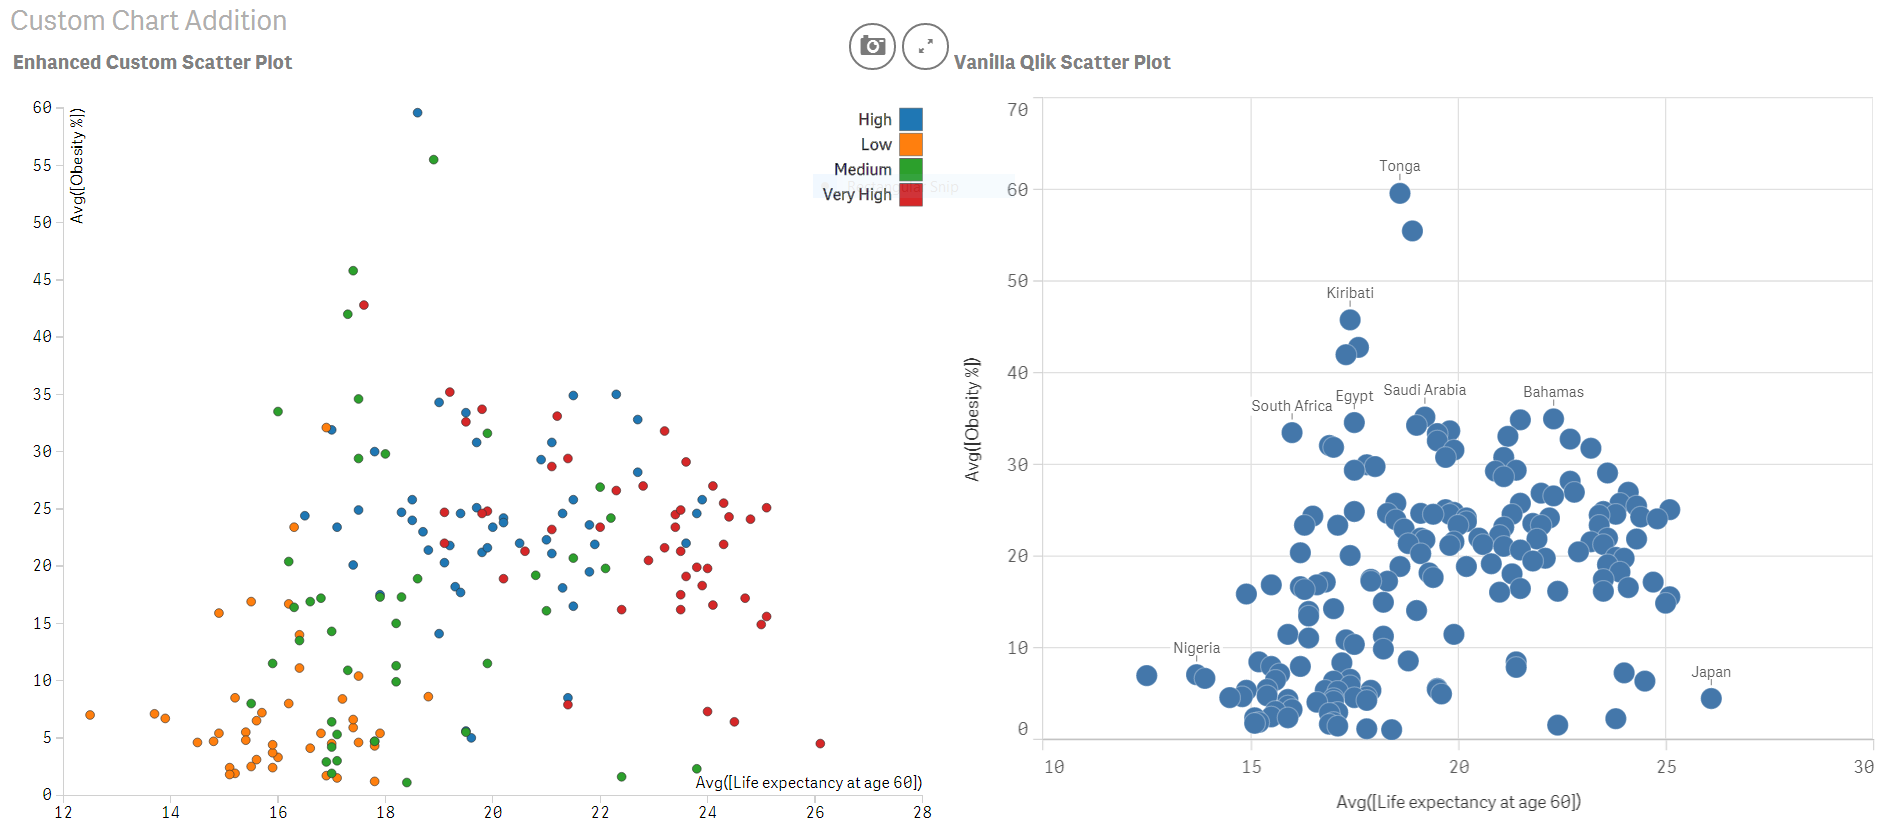 Custom Chart Addition
Enhanced Custom Scatter Plot
60
55
50
45
40
35
30
25
20
15
10
5
0
Avg([Obesity %])
High
Low
Medium
Very High
Snip
Avg([Life expectancy at age 60])
12 14 16 18 20 22 24 26 28
Vanilla Qlik Scatter Plot
70
60
50
40
30
20
10
0
Avg([Obesity %])
Tonga
Kiribati
South Africa
Egypt
Saudi Arabia
Bahamas
Nigeria
Japan
10 15 20 25 30
Avg([Life expectancy at age 60])